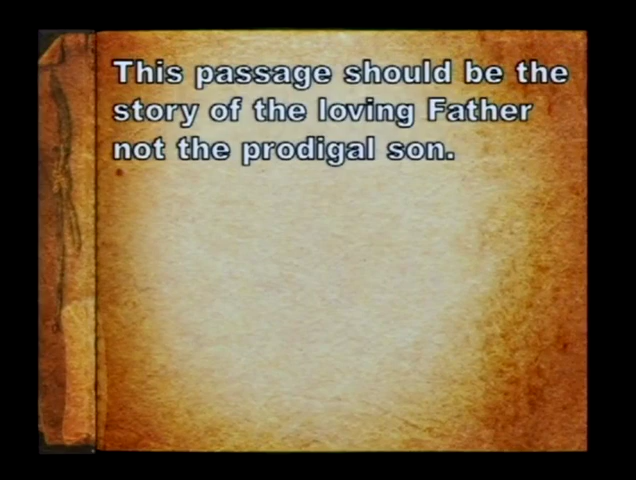 This passage should be the
story of the loving Father
not the prodigal son.